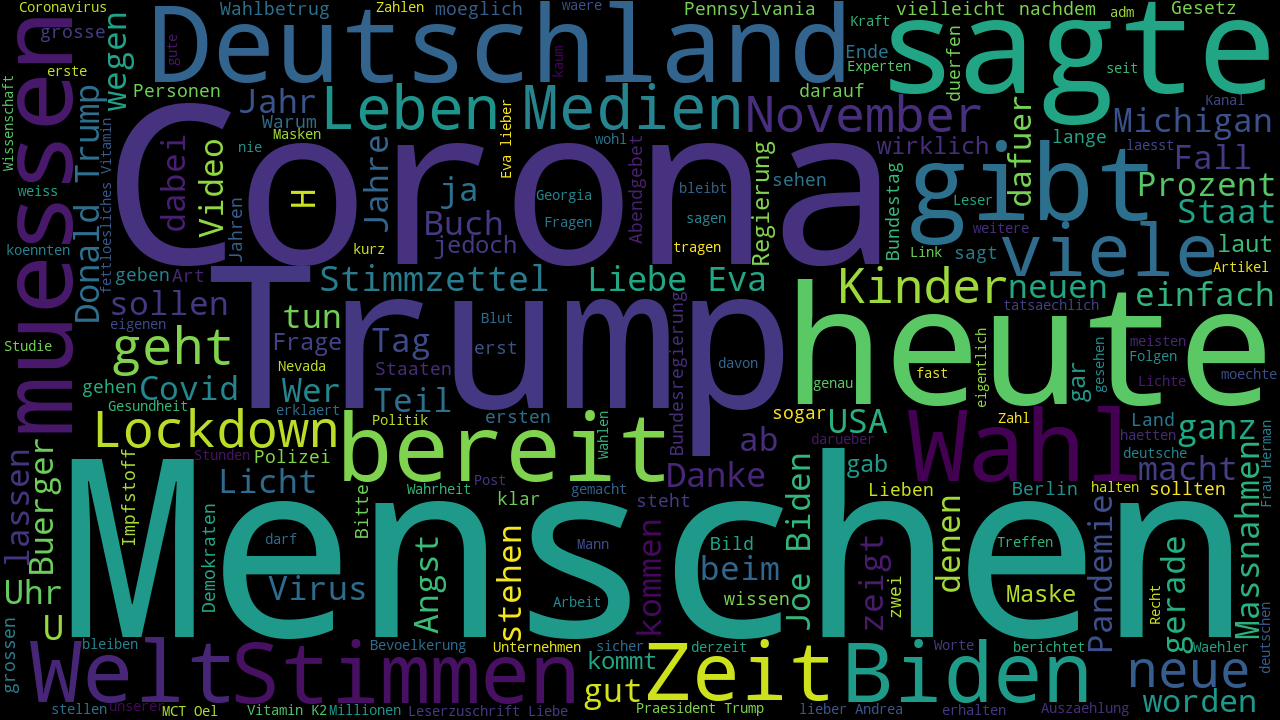 Coronavirus
Wahlbetrug
Zahlen
moeglich
waere
Pennsylvania
vielleicht
nachdem
adm
Gesetz
grosse
Wegen
gute
Deutschland
kaum
Kraft
sagte
Ende
Experten
duerfen
seit
erste
Personen
darauf
Wissenschaft
muessen
Donald Trump
Jahr
Warum
Leben
Medien
November
Kanal
Michigan
Masken
nie
Eva lieber
wohl
wirklich
dafuer
lange
laesst
Fall
fettloesliches Vitamin
dabei
Video
H
Jahre
ja
Corona
Georgia
Abendgebet
bleibt
Regierung
sehen
gibt
Prozent
weiss
Buch
Fragen
sagen
Bundestag
Leser
Staat
koennten
Jahren
kurz
jedoch
tragen
Link
sagt
weitere
viele
laut
Artikel
geben
Art
Stimmzettel
Liebe Eva
Kinder
neuen
einfach
sollen
tatsaechlich
eigenen
tun
Trump
Blut
heute
Studie
geht
Frage
Tag
erst
Bundesregierung
davon
eigentlich
meisten
Nevada
Staaten
genau
fast
gar
Folgen
gesehen
gehen
Covid
Wer
Teil
Lichte
moechte
Gesundheit
erklaert
ersten
sogar
USA
Zahl
Land
Lockdown
Politik
bereit
Wahlen
ab
darueber
Wahl
haetten
ganz
Frau Herman
lassen
Buerger
Impfstoff
Stunden
Polizei
deutsche
macht
Licht
Danke
gab
Wahrheit
Post
gemacht
steht
Lieben
Berlin
halten
sollten
Demokraten
Bitte
klar
Menschen
darf
Angst
stehen
Mann
kommen
Bild
beim
Joe Biden
zeigt
denen
Treffen
Pandemie
Massnahmen
Uhr
Virus
Arbeit
wissen
zwei
Maske
Recht
gerade
U
grossen
bleiben
Bevoelkerung
Unternehmen
sicher
derzeit
Worte
berichtet
Waehler
deutschen
Welt
Stimmen
kommt
gut
Zeit
Biden
neue
worden
stellen
unserer
MCT Oel
Vitamin K2
Millionen
Leserzuschrift Liebe
Praesident Trump
lieber Andrea
erhalten
Auszaehlung